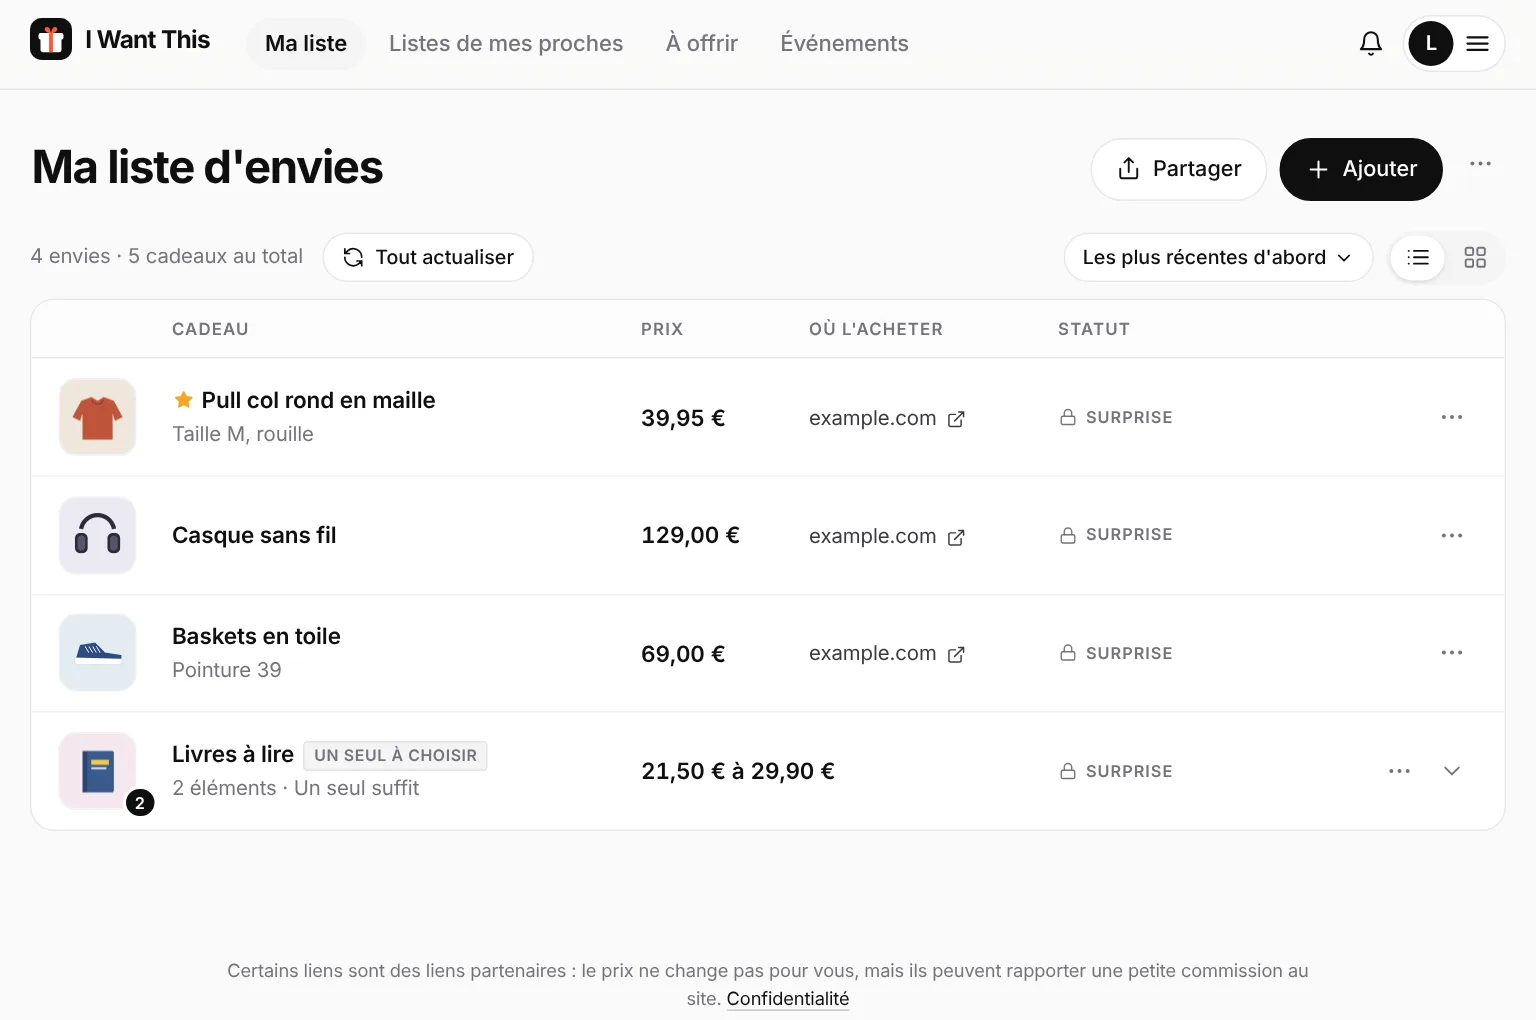 I Want This
Ma liste
Listes de mes proches
À offrir
Événements
L
Ma liste d'envies
Partager
Ajouter
4 envies · 5 cadeaux au total
Tout actualiser
Les plus récentes d'abord
CADEAU
PRIX
OÙ L'ACHETER
STATUT
Pull col rond en maille
Taille M, rouille
39,95 €
example.com
SURPRISE
Casque sans fil
129,00 €
example.com
SURPRISE
Baskets en toile
Pointure 39
69,00 €
example.com
SURPRISE
2
Livres à lire
UN SEUL À CHOISIR
2 éléments · Un seul suffit
21,50 € à 29,90 €
SURPRISE
Certains liens sont des liens partenaires : le prix ne change pas pour vous, mais ils peuvent rapporter une petite commission au
site. Confidentialité